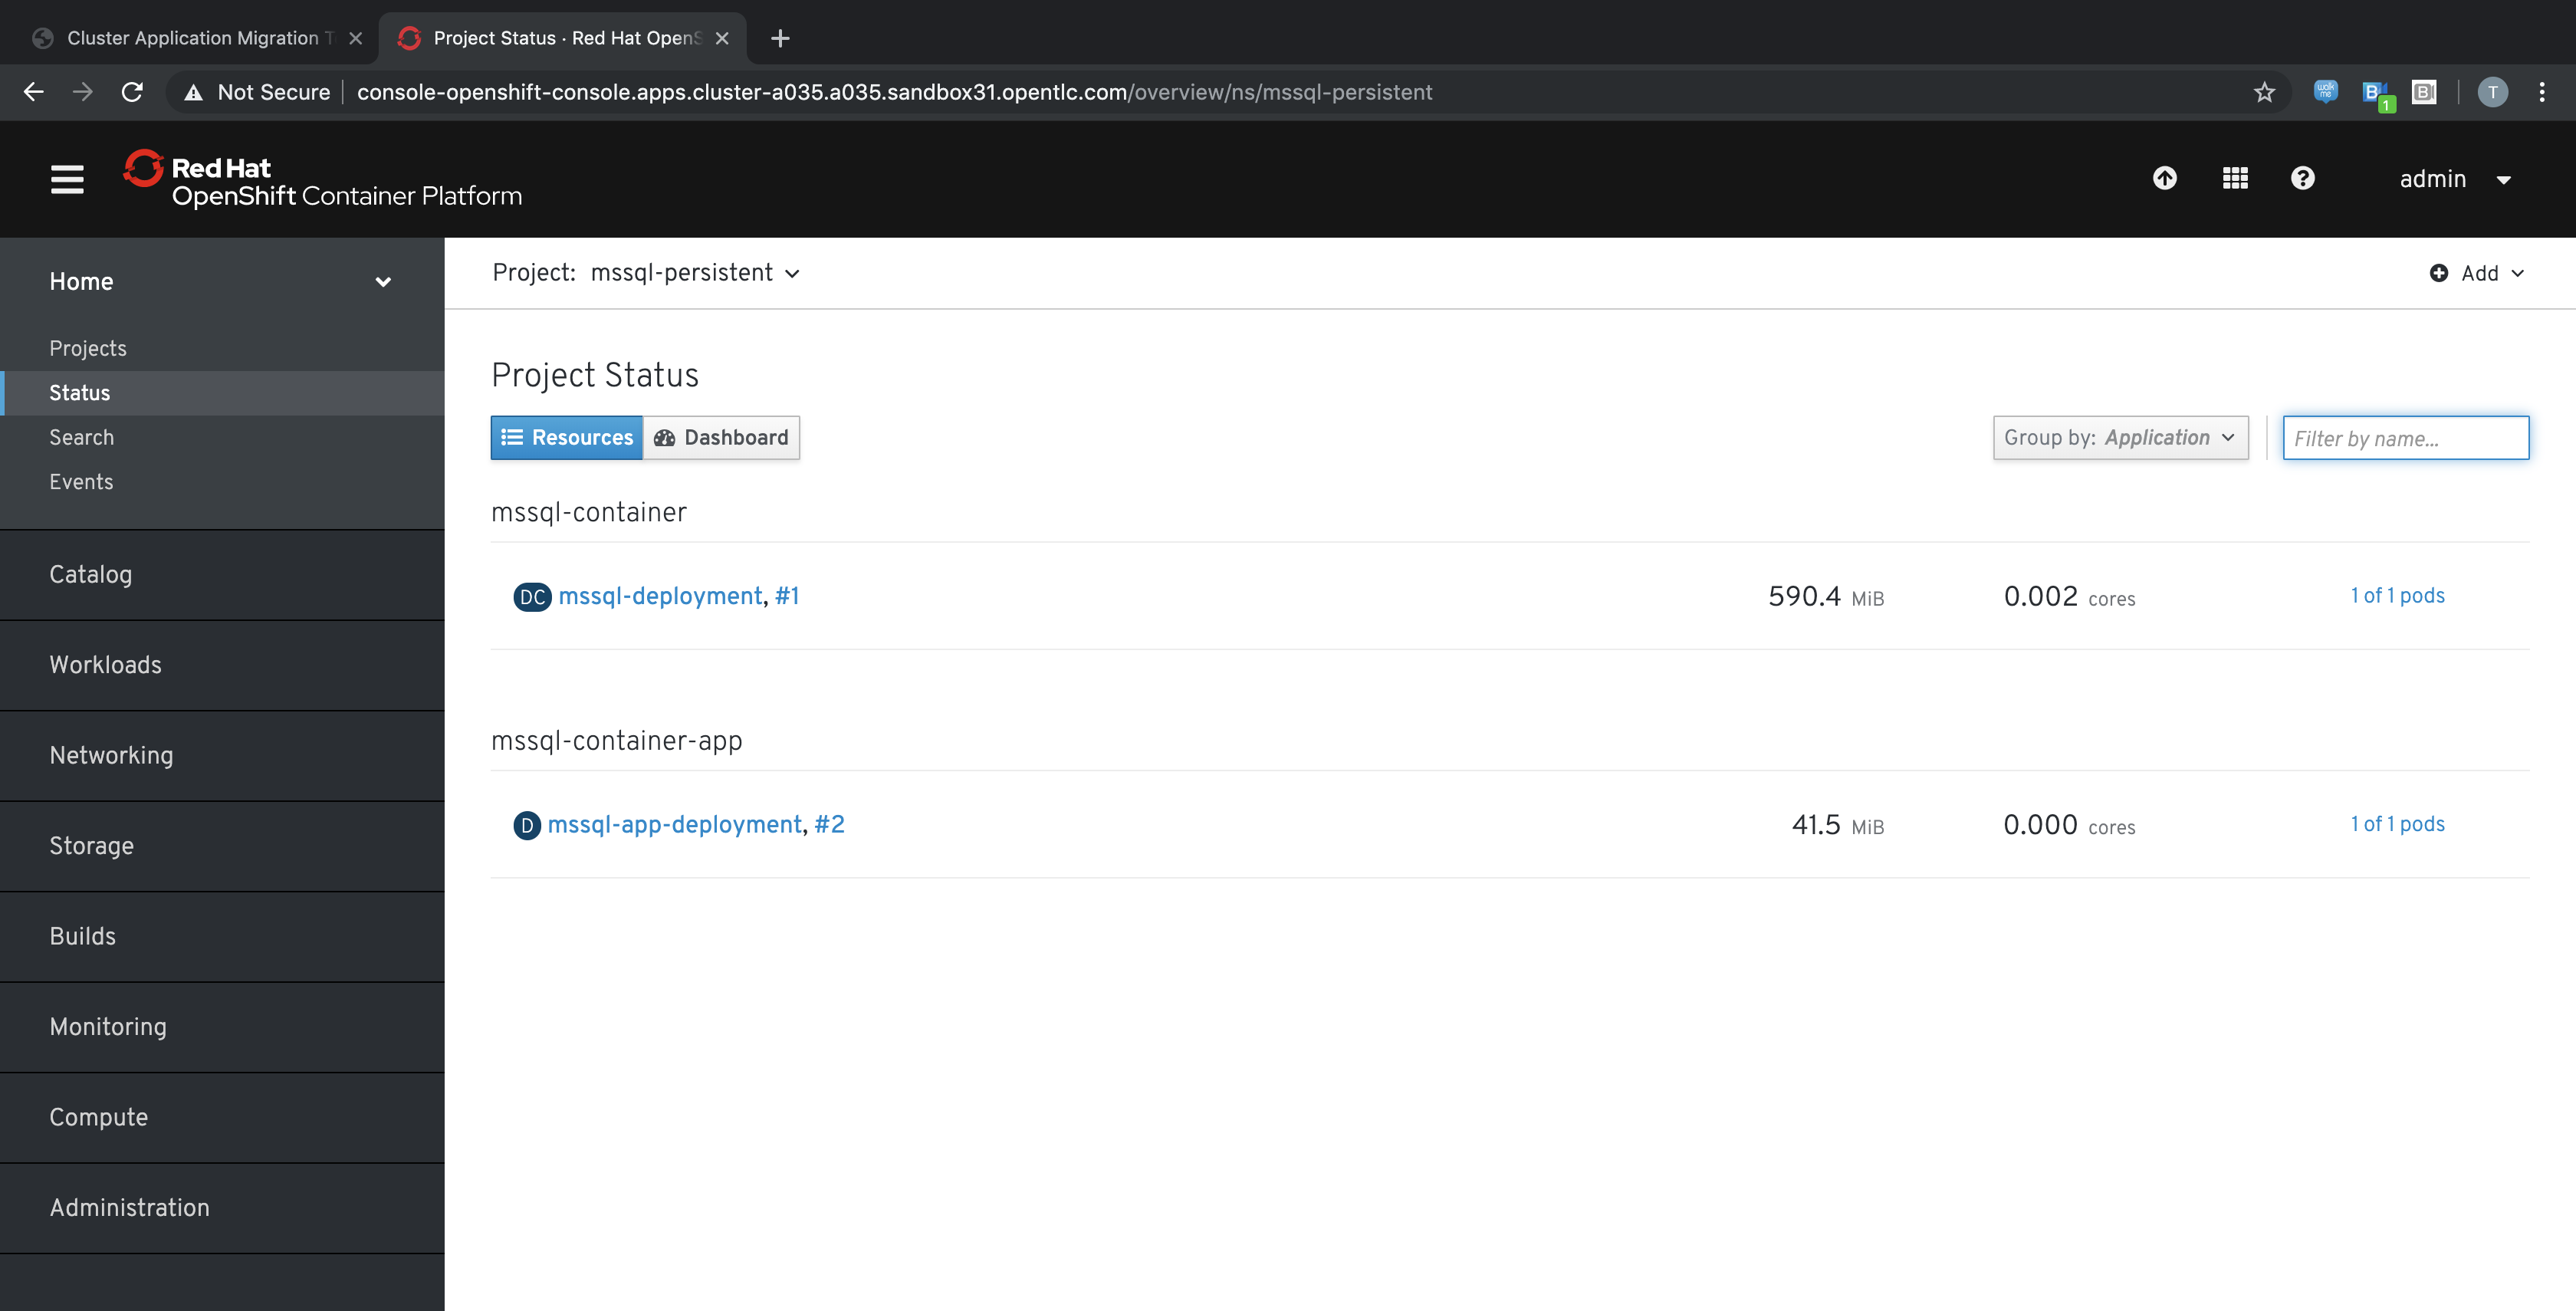 Cluster Application Migration T
Project Status · Red Hat OpenS
Not Secure
console-openshift-console.apps.cluster-a035.a035.sandbox31.opentlc.com/overview/ns/mssql-persistent
walk me
B
1
B
T
Red Hat
OpenShift Container Platform
admin
Home
Projects
Status
Search
Events
Catalog
Workloads
Networking
Storage
Builds
Monitoring
Compute
Administration
Project: mssql-persistent
Add
Project Status
Resources
Dashboard
Group by: Application
Filter by name...
mssql-container
DC mssql-deployment, #1
590.4 MiB
0.002 cores
1 of 1 pods
mssql-container-app
D mssql-app-deployment, #2
41.5 MiB
0.000 cores
1 of 1 pods